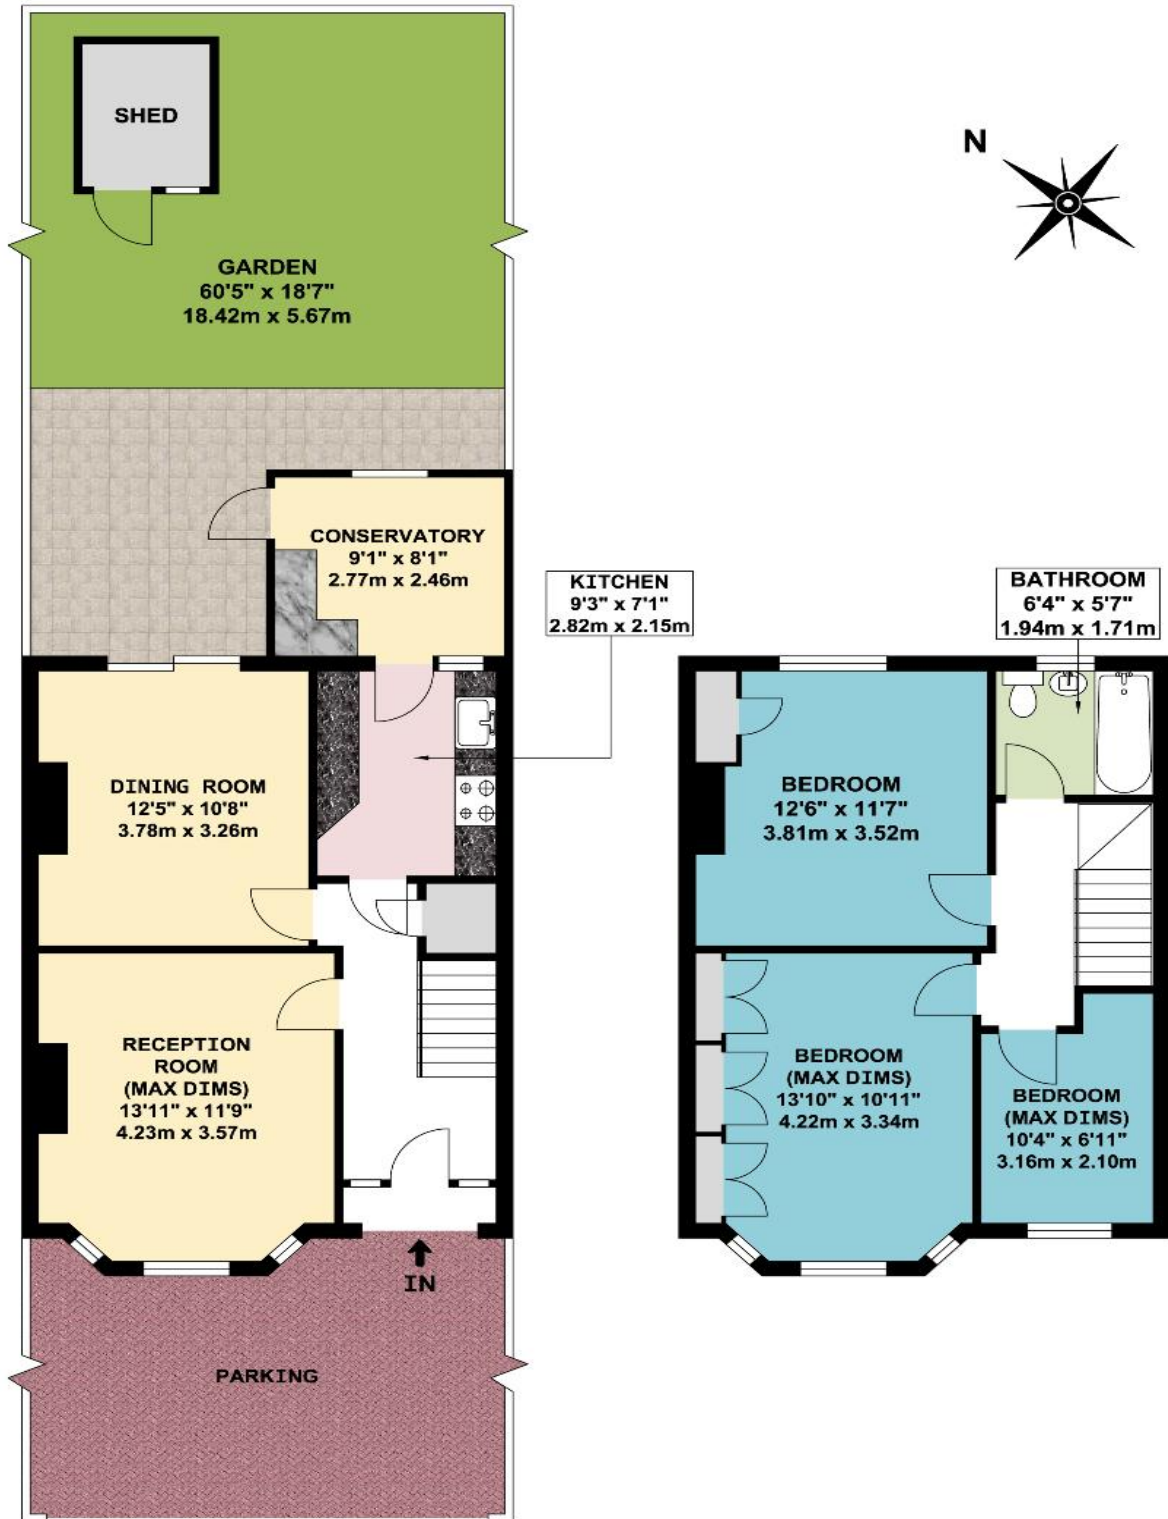 SHED
N
GARDEN
60'5" x 18'7"
18.42m x 5.67m
CONSERVATORY
9'1" x 8'1"
2.77m x 2.46m
KITCHEN
9'3" x 7'1"
2.82m x 2.15m
BATHROOM
6'4" x 5'7"
1.94m x 1.71m
DINING ROOM
12'5" x 10'8"
3.78m x 3.26m
BEDROOM
12'6" x 11'7"
3.81m x 3.52m
RECEPTION
ROOM
(MAX DIMS)
13'11" x 11'9"
4.23m x 3.57m
BEDROOM
(MAX DIMS)
13'10" x 10'11"
4.22m x 3.34m
BEDROOM
(MAX DIMS)
10'4" x 6'11"
3.16m x 2.10m
IN
PARKING